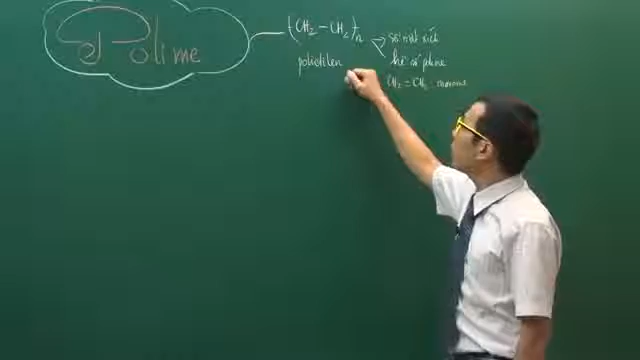 Polime
(CH₂ – CH₂)n
số mắt xích
polietilen
hệ số polime
CH₂ = CH₂ : monome